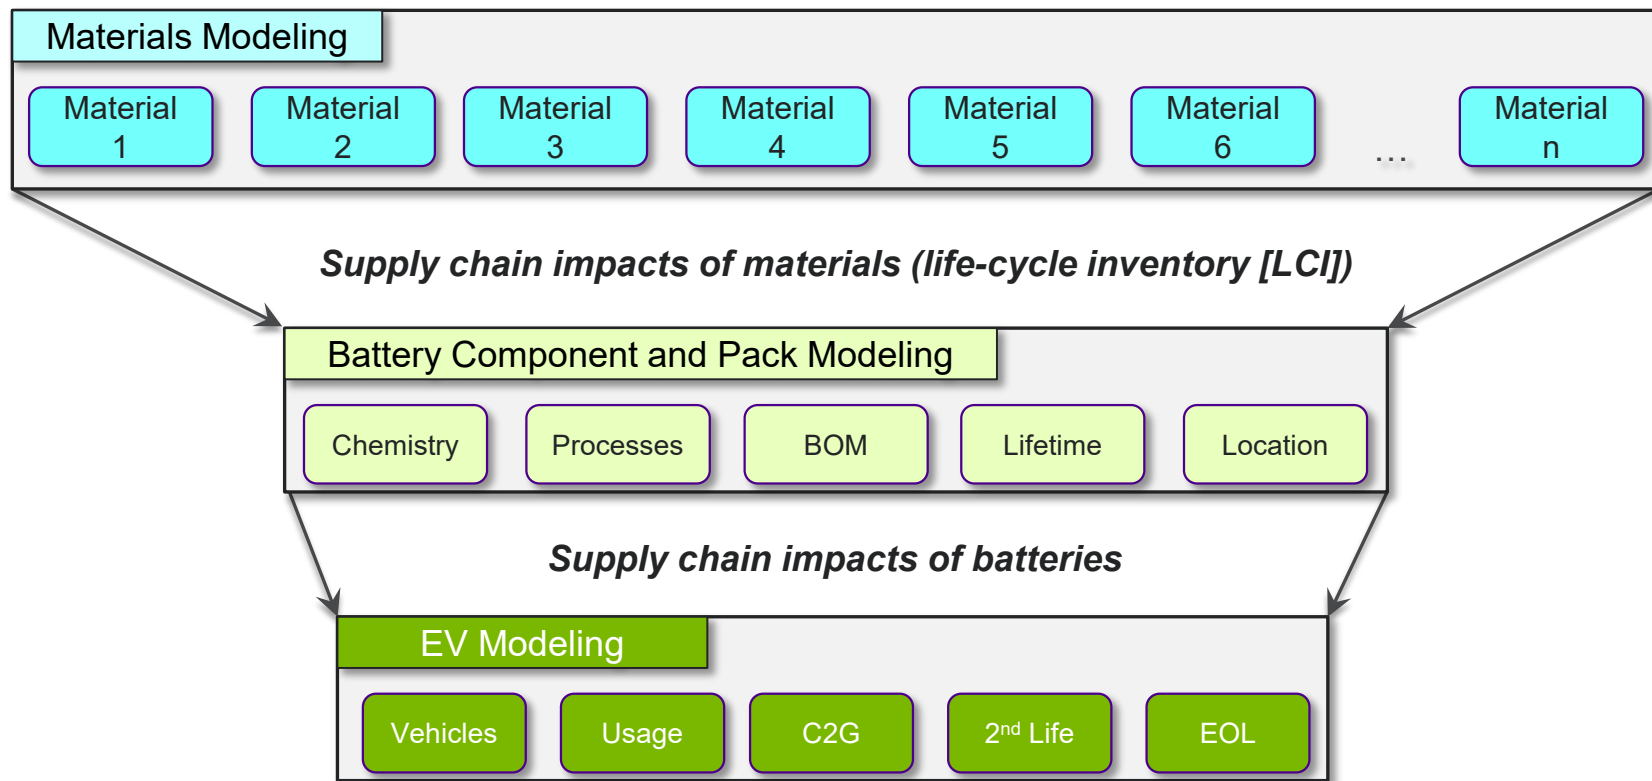 Materials Modeling
Material
1
Material
2
Material
3
Material
4
Material
5
Material
6
...
Material
n
Supply chain impacts of materials (life-cycle inventory [LCI])
Battery Component and Pack Modeling
Chemistry
Processes
BOM
Lifetime
Location
Supply chain impacts of batteries
EV Modeling
Vehicles
Usage
C2G
2nd Life
EOL